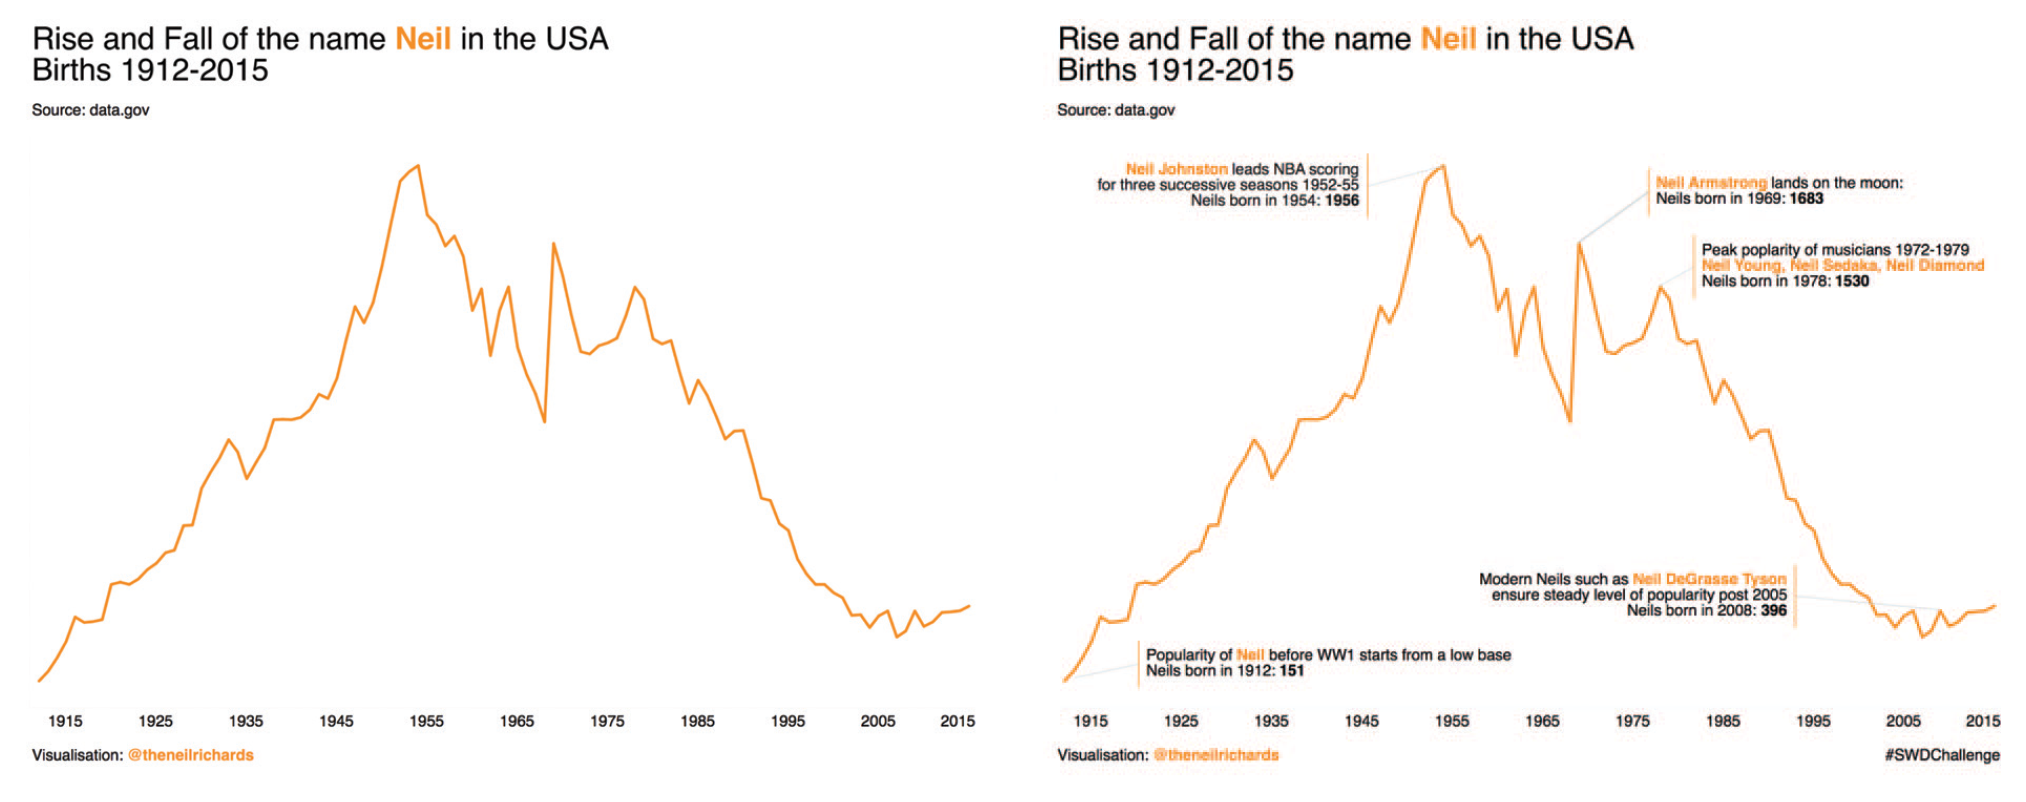 Rise and Fall of the name Neil in the USA
Births 1912-2015
Source: data.gov
1915 1925 1935 1945 1955 1965 1975 1985 1995 2005 2015
Visualisation: @theneilrichards
Rise and Fall of the name Neil in the USA
Births 1912-2015
Source: data.gov
Neil Johnston leads NBA scoring
for three successive seasons 1952-55
Neils born in 1954: 1956
Neil Armstrong lands on the moon:
Neils born in 1969: 1683
Peak poplarity of musicians 1972-1979
Neil Young, Neil Sedaka, Neil Diamond
Neils born in 1978: 1530
Modern Neils such as Neil DeGrasse Tyson
ensure steady level of popularity post 2005
Neils born in 2008: 396
Popularity of Neil before WW1 starts from a low base
Neils born in 1912: 151
1915 1925 1935 1945 1955 1965 1975 1985 1995 2005 2015
Visualisation: @theneilrichards
#SWDChallenge